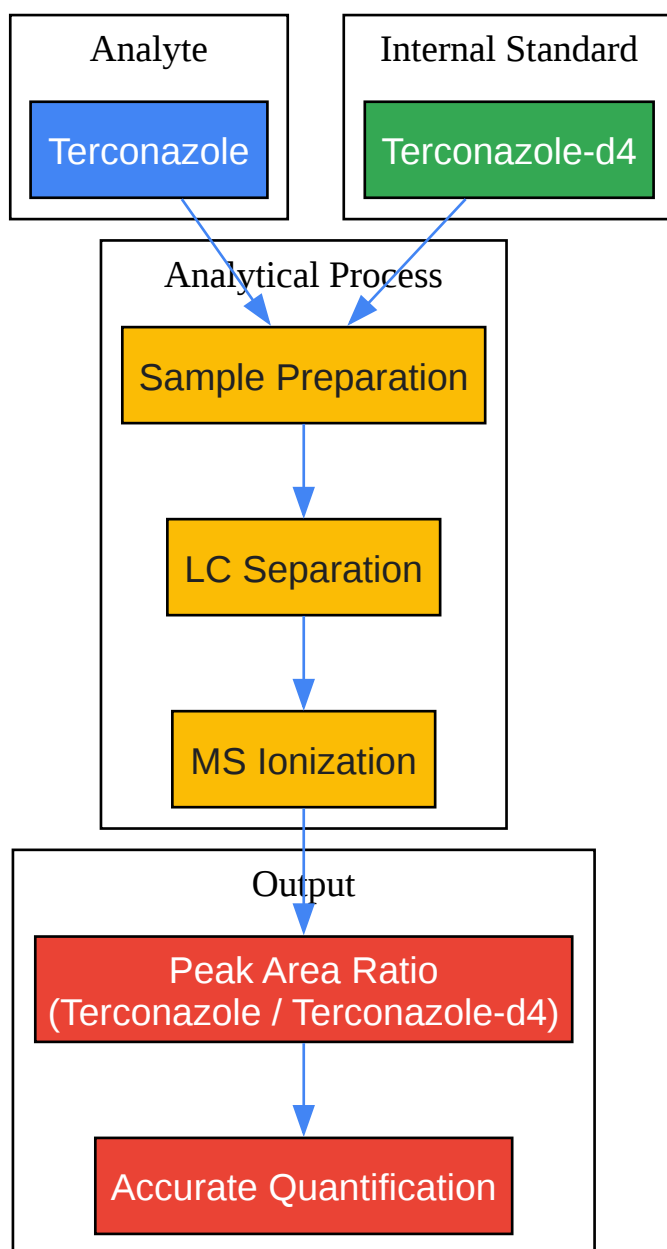 Analyte
Internal Standard
Terconazole
Terconazole-d4
Analytical Process
Sample Preparation
LC Separation
MS Ionization
Output
Peak Area Ratio
(Terconazole / Terconazole-d4)
Accurate Quantification